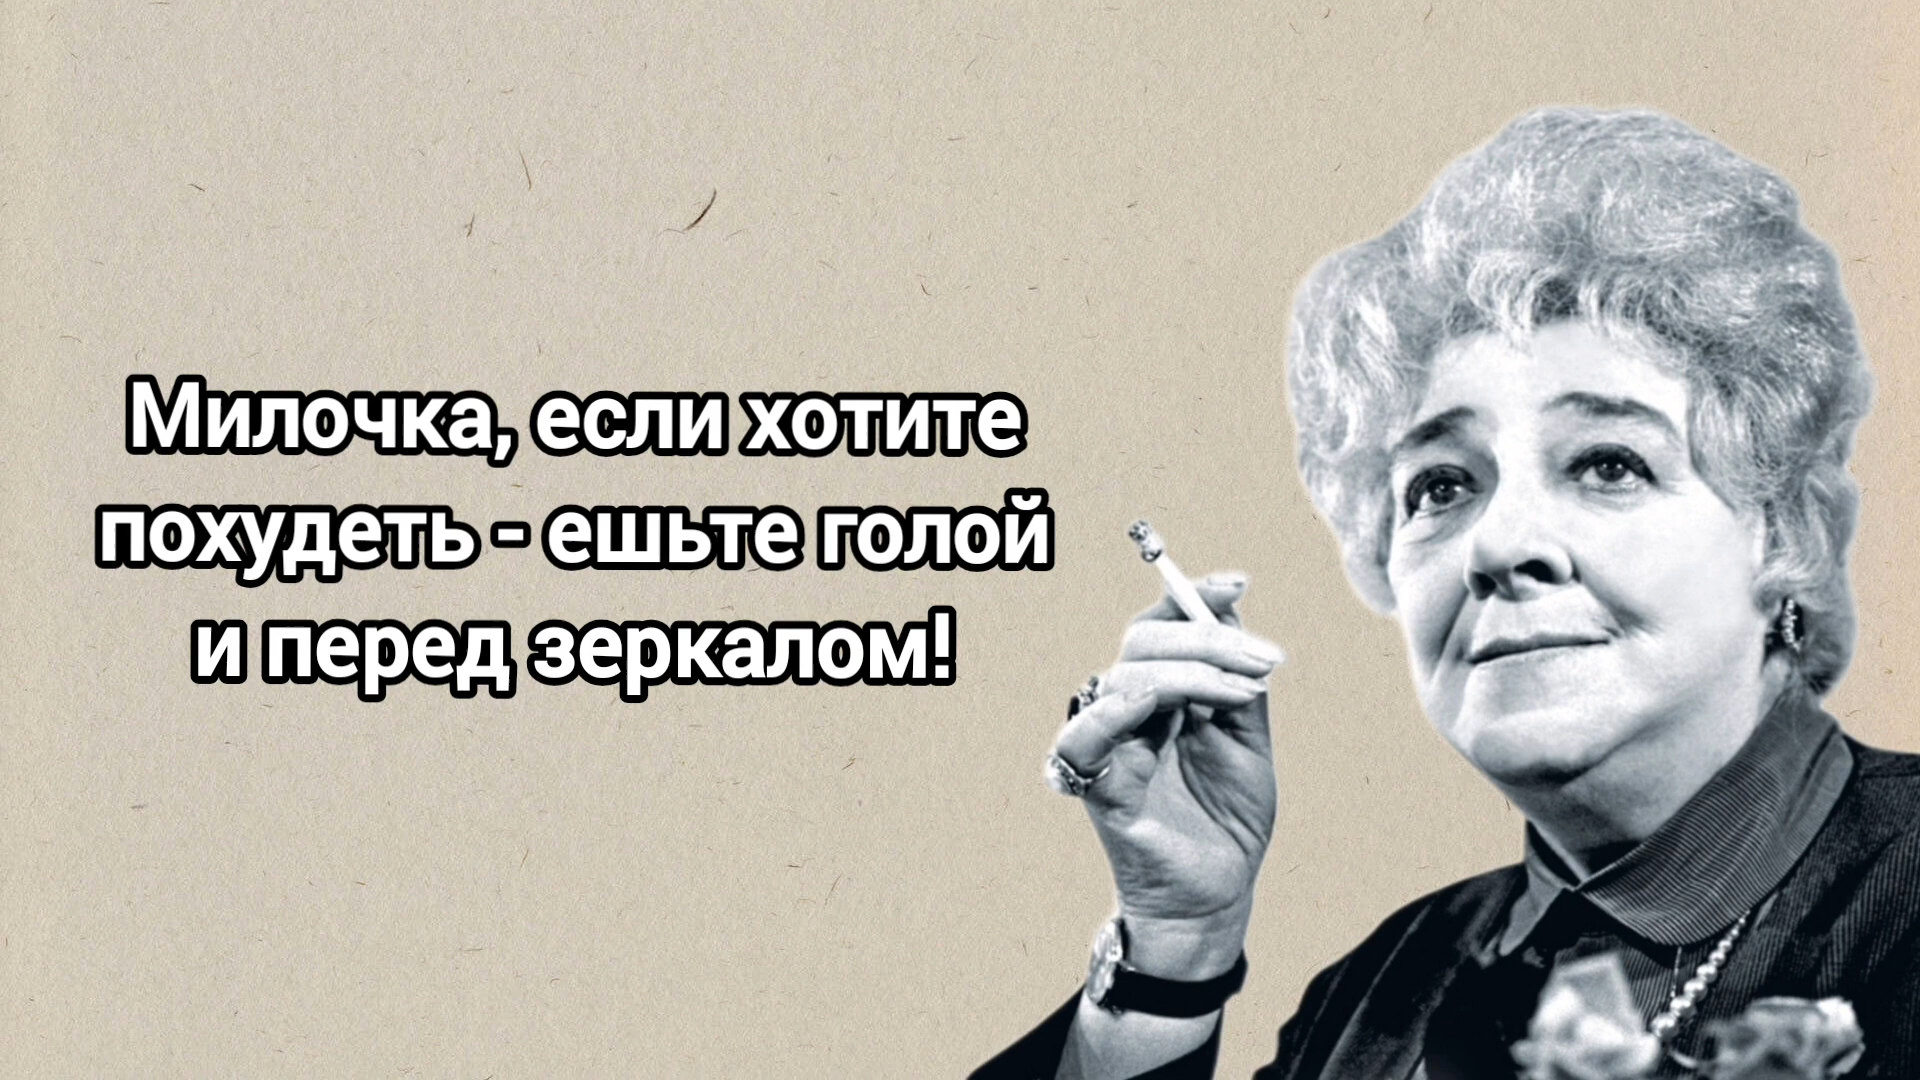 Милочка, если хотите
похудеть - ешьте голой
и перед зеркалом!